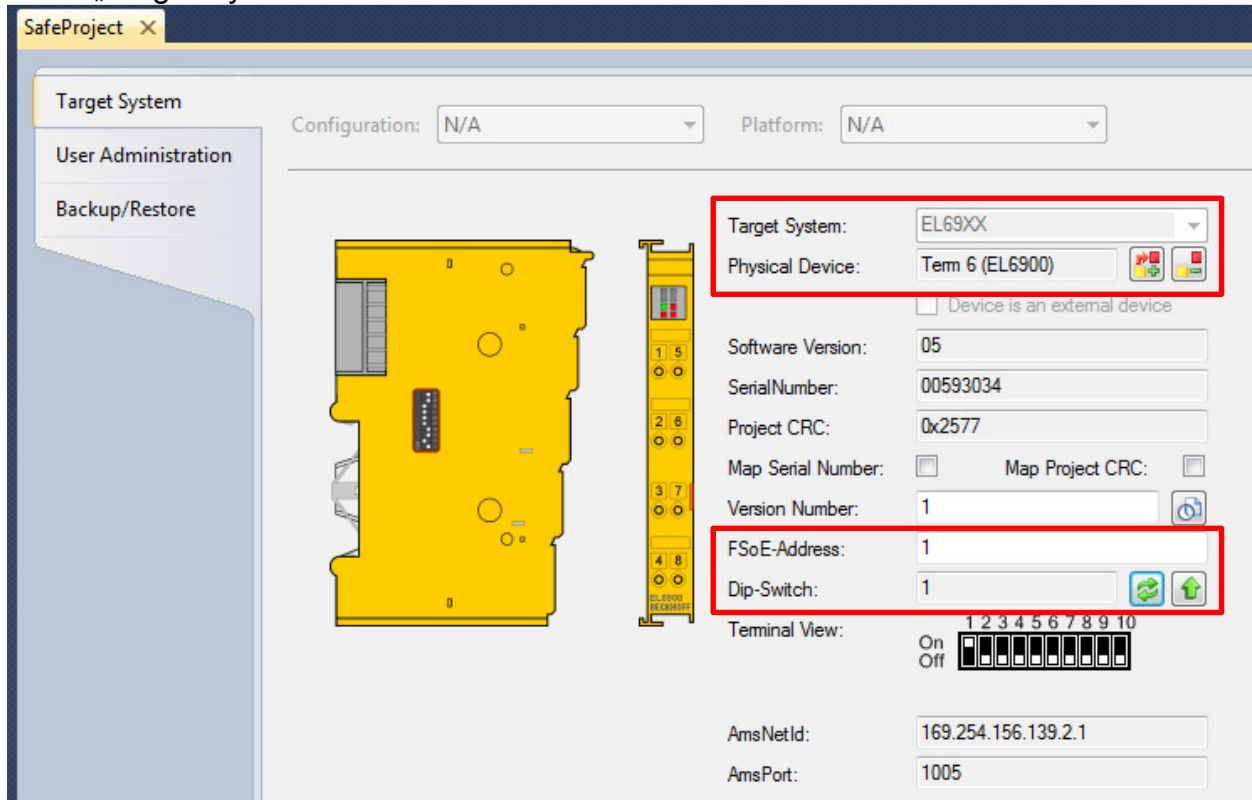 SafeProject
Target System
User Administration
Backup/Restore
Configuration: N/A Platform: N/A
Target System: EL69XX
Physical Device: Term 6 (EL6900)
Device is an external device
Software Version: 05
SerialNumber: 00593034
Project CRC: 0x2577
Map Serial Number: Map Project CRC:
Version Number: 1
FSoE-Address: 1
Dip-Switch: 1
Terminal View: 1 2 3 4 5 6 7 8 9 10
On
Off
AmsNetId: 169.254.156.139.2.1
AmsPort: 1005
1 5
2 6
3 7
4 8
EL6900
BECKHOFF